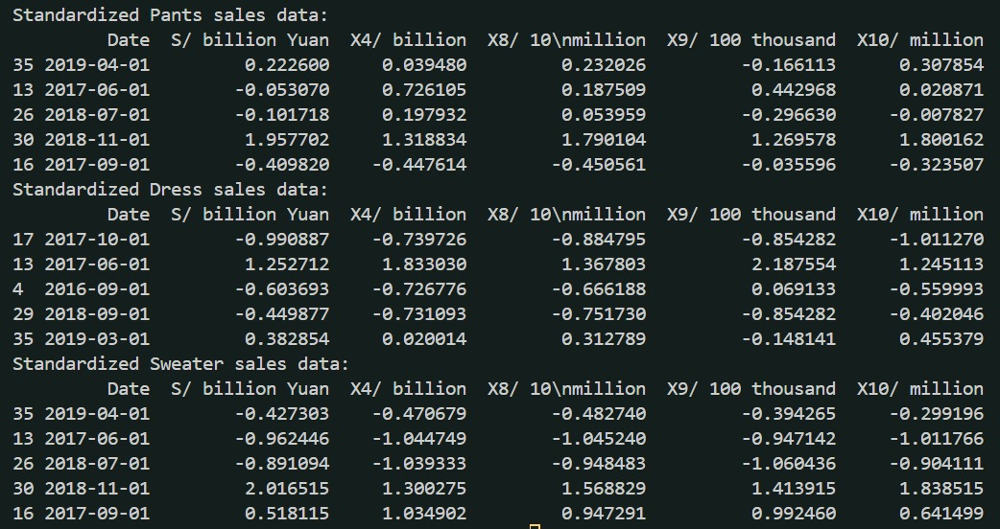 Standardized Pants sales data:
Date S/ billion Yuan X4/ billion X8/ 10\nmillion X9/ 100 thousand X10/ million
35 2019-04-01 0.222600 0.039480 0.232026 -0.166113 0.307854
13 2017-06-01 -0.053070 0.726105 0.187509 0.442968 0.020871
26 2018-07-01 -0.101718 0.197932 0.053959 -0.296630 -0.007827
30 2018-11-01 1.957702 1.318834 1.790104 1.269578 1.800162
16 2017-09-01 -0.409820 -0.447614 -0.450561 -0.035596 -0.323507
Standardized Dress sales data:
Date S/ billion Yuan X4/ billion X8/ 10\nmillion X9/ 100 thousand X10/ million
17 2017-10-01 -0.990887 -0.739726 -0.884795 -0.854282 -1.011270
13 2017-06-01 1.252712 1.833030 1.367803 2.187554 1.245113
4 2016-09-01 -0.603693 -0.726776 -0.666188 0.069133 -0.559993
29 2018-09-01 -0.449877 -0.731093 -0.751730 -0.854282 -0.402046
35 2019-03-01 0.382854 0.020014 0.312789 -0.148141 0.455379
Standardized Sweater sales data:
Date S/ billion Yuan X4/ billion X8/ 10\nmillion X9/ 100 thousand X10/ million
35 2019-04-01 -0.427303 -0.470679 -0.482740 -0.394265 -0.299196
13 2017-06-01 -0.962446 -1.044749 -1.045240 -0.947142 -1.011766
26 2018-07-01 -0.891094 -1.039333 -0.948483 -1.060436 -0.904111
30 2018-11-01 2.016515 1.300275 1.568829 1.413915 1.838515
16 2017-09-01 0.518115 1.034902 0.947291 0.992460 0.641499